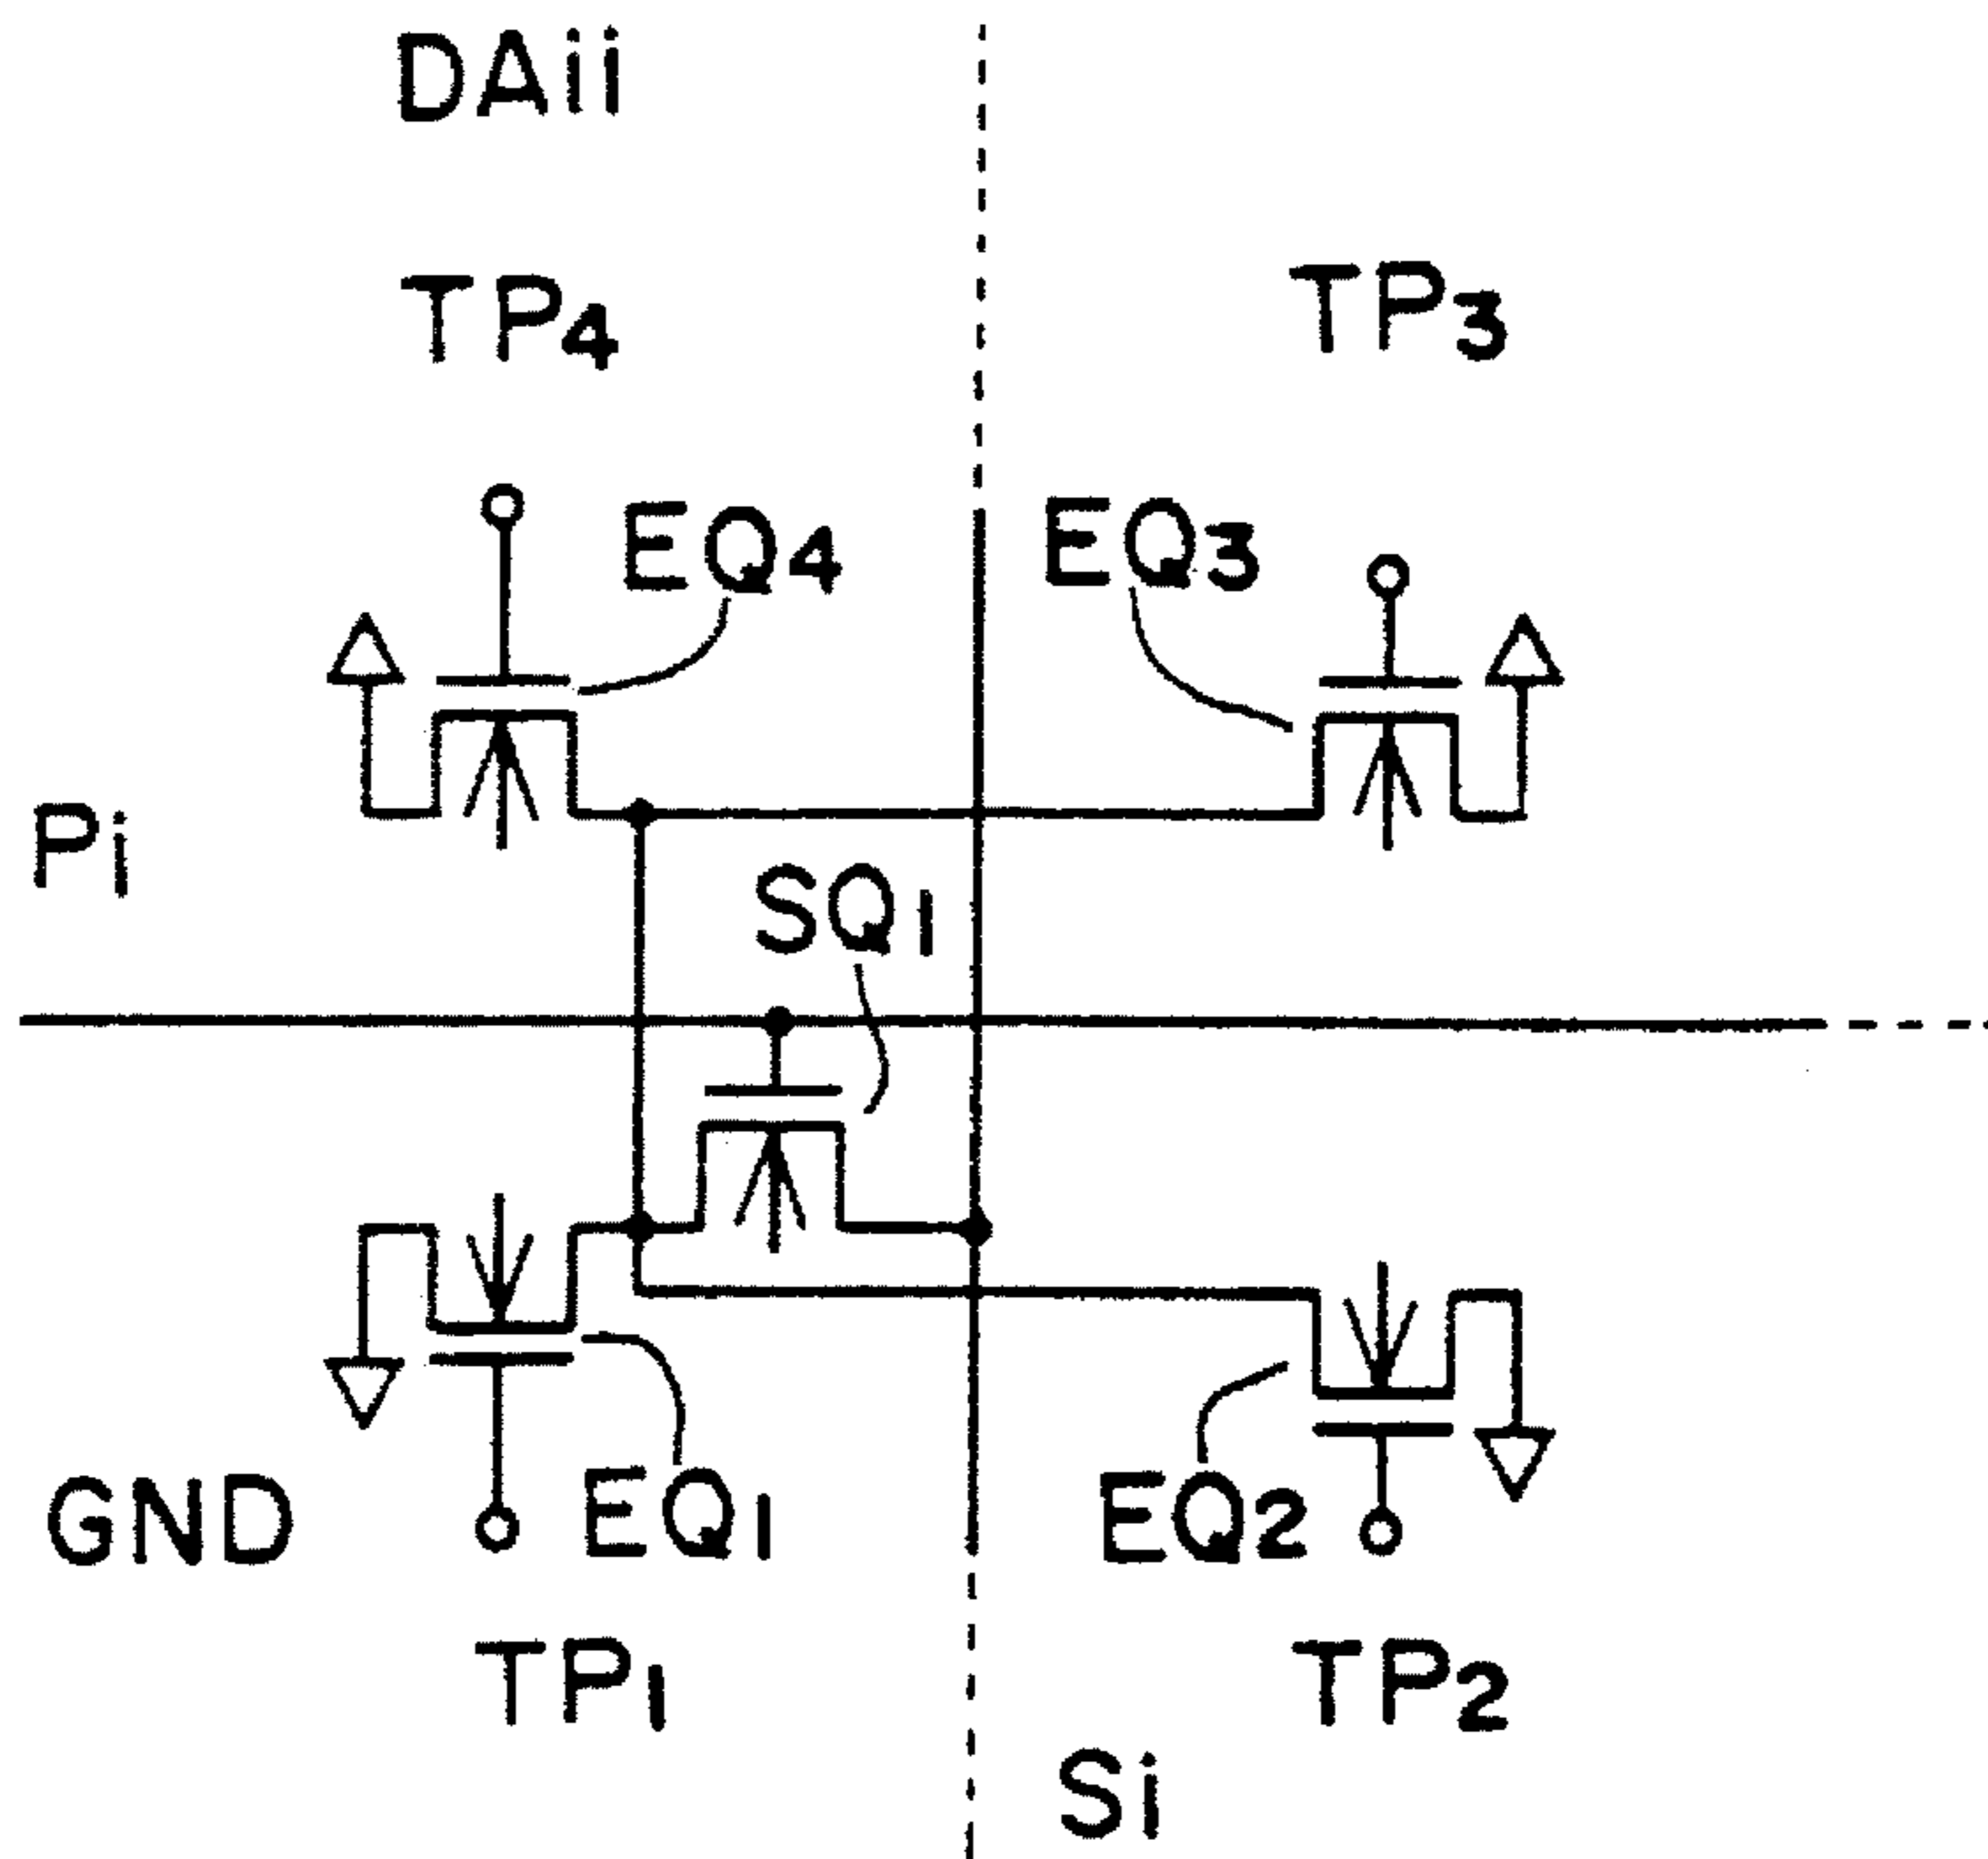 DAii
TP4
TP3
EQ4
EQ3
Pi
SQ1
GND
EQ1
EQ2
TP1
TP2
Si